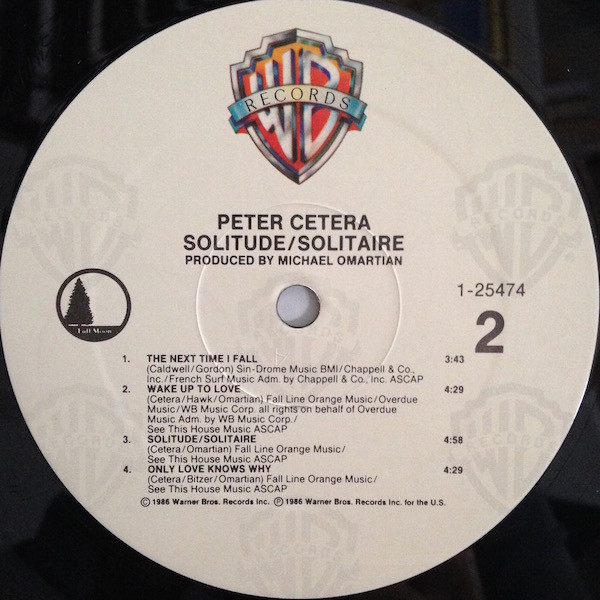 WB
RECORDS
PETER CETERA
SOLITUDE/SOLITAIRE
PRODUCED BY MICHAEL OMARTIAN
Full Moon
1-25474
2
1. THE NEXT TIME I FALL 3:43
(Caldwell/Gordon) Sin-Drome Music BMI/Chappell & Co.,
Inc./French Surf Music Adm. by Chappell & Co., Inc. ASCAP
2. WAKE UP TO LOVE 4:29
(Cetera/Hawk/Omartian) Fall Line Orange Music/Overdue
Music/WB Music Corp. all rights on behalf of Overdue
Music Adm. by WB Music Corp./
See This House Music ASCAP
3. SOLITUDE/SOLITAIRE 4:58
(Cetera/Omartian) Fall Line Orange Music/
See This House Music ASCAP
4. ONLY LOVE KNOWS WHY 4:29
(Cetera/Bitzer/Omartian) Fall Line Orange Music/
See This House Music ASCAP
© 1986 Warner Bros. Records Inc. ℗ 1986 Warner Bros. Records Inc. for the U.S.